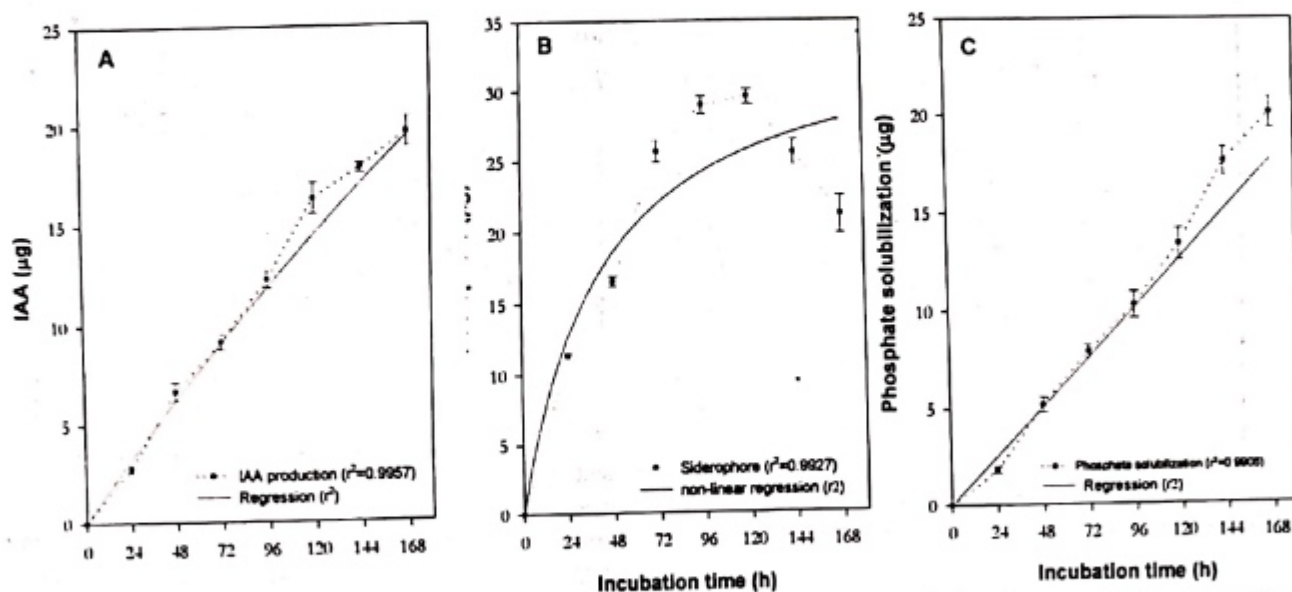 A
25
20
15
10
5
0
IAA (µg)
IAA production (r²=0.9957)
Regression (r²)
0 24 48 72 96 120 144 168
B
35
30
25
20
15
10
5
0
Siderophore (r²=0.9927)
non-linear regression (r2)
0 24 48 72 96 120 144 168
Incubation time (h)
C
25
20
15
10
5
0
Phosphate solubilization (µg)
Phosphate solubilization
Regression (r2)
0 24 48 72 96 120 144 168
Incubation time (h)